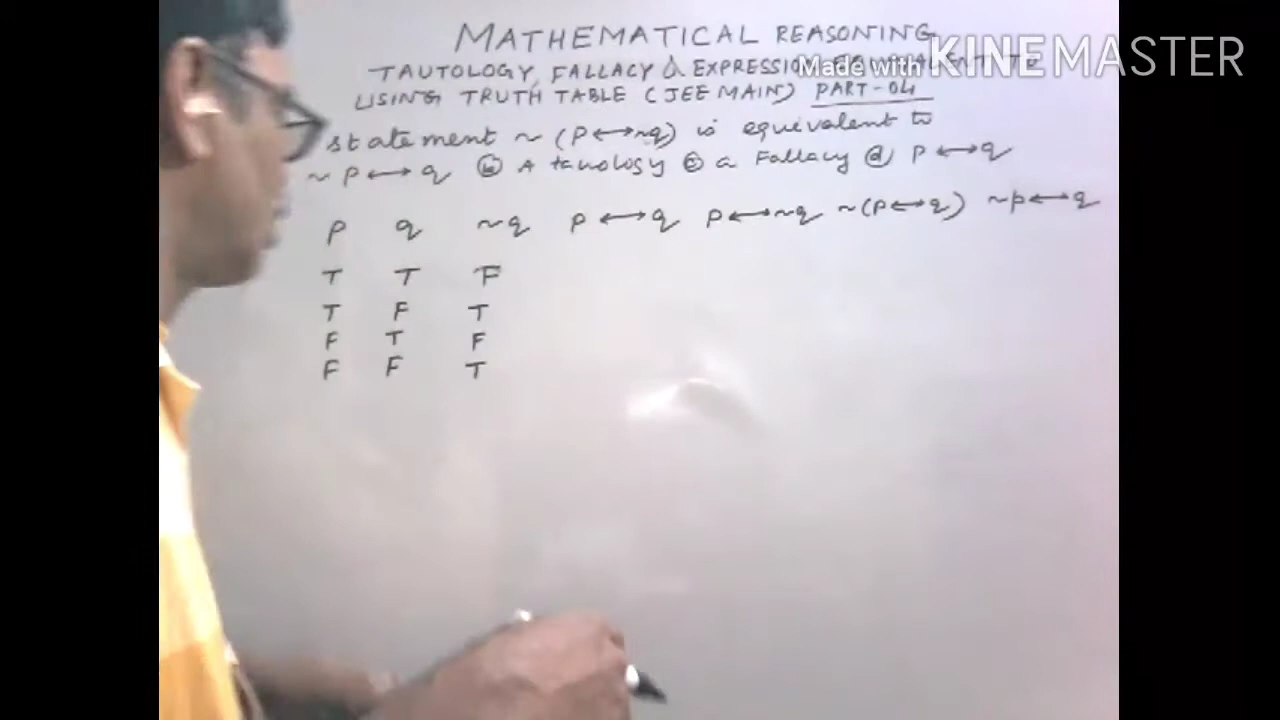 MATHEMATICAL REASONING
Made with KINEMASTER
TAUTOLOGY, FALLACY & EXPRESSION
USING TRUTH TABLE (JEE MAIN) PART-04
statement ~(P↔~q) is equivalent to
~P↔q ⓑ A tauology ⓒ a Fallacy ⓓ P↔q
P q ~q P↔q P↔~q ~(P↔q) ~P↔q
T T F
T F T
F T F
F F T